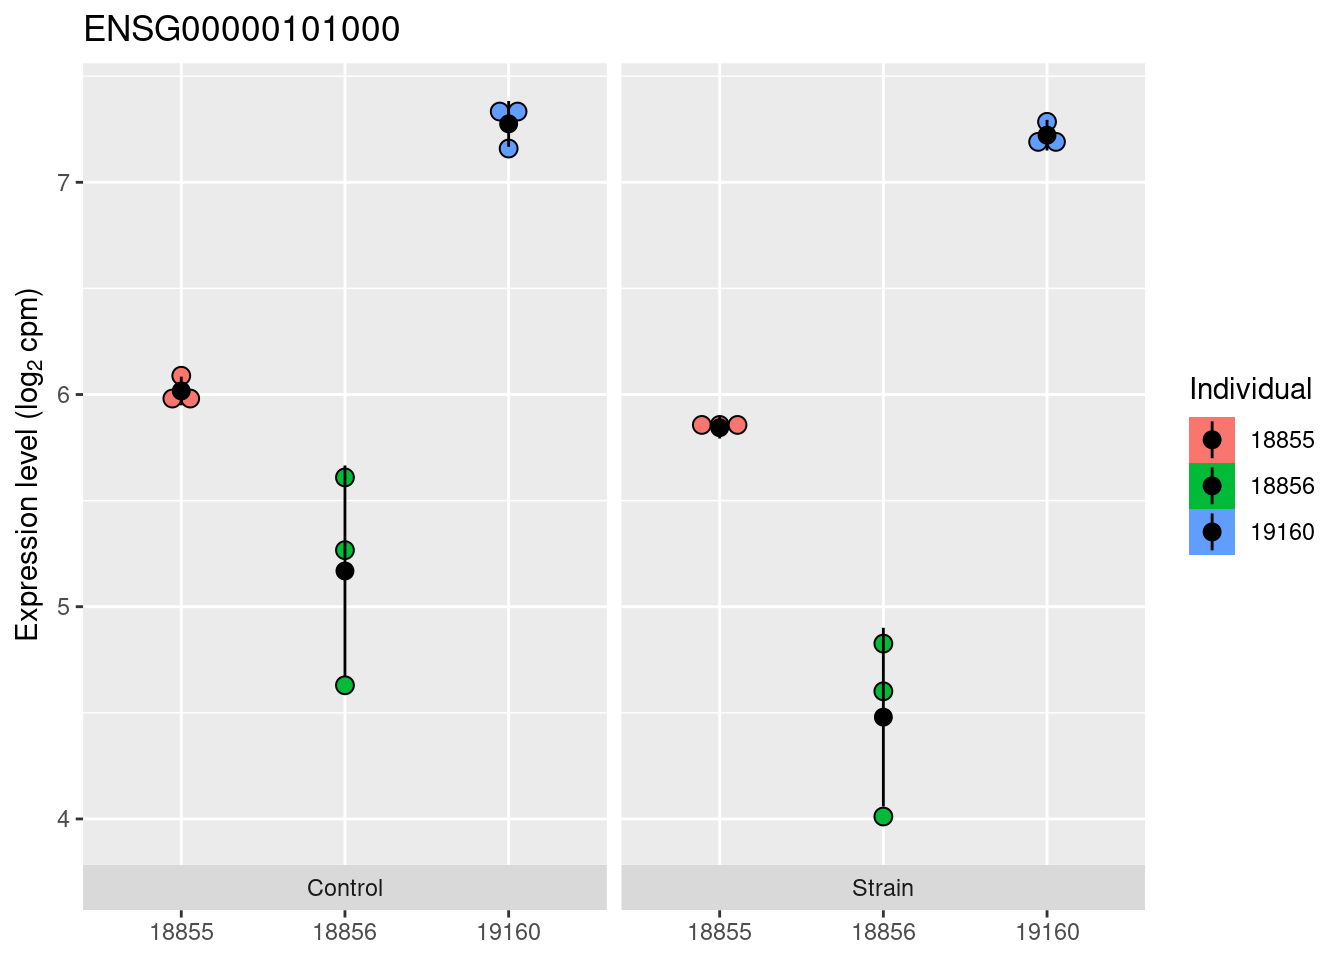 ENSG00000101000
Expression level (log₂ cpm)
7
6
5
4
Control
Strain
18855
18856
19160
18855
18856
19160
Individual
18855
18856
19160